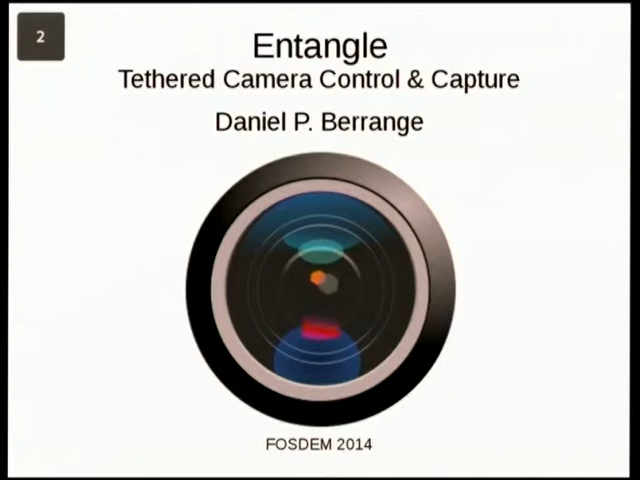 2
Entangle
Tethered Camera Control & Capture
Daniel P. Berrange
FOSDEM 2014